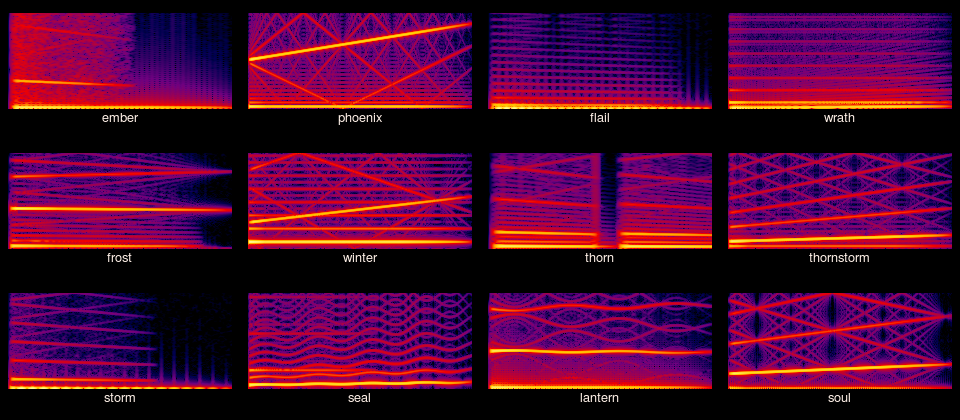 ember
phoenix
flail
wrath
frost
winter
thorn
thornstorm
storm
seal
lantern
soul